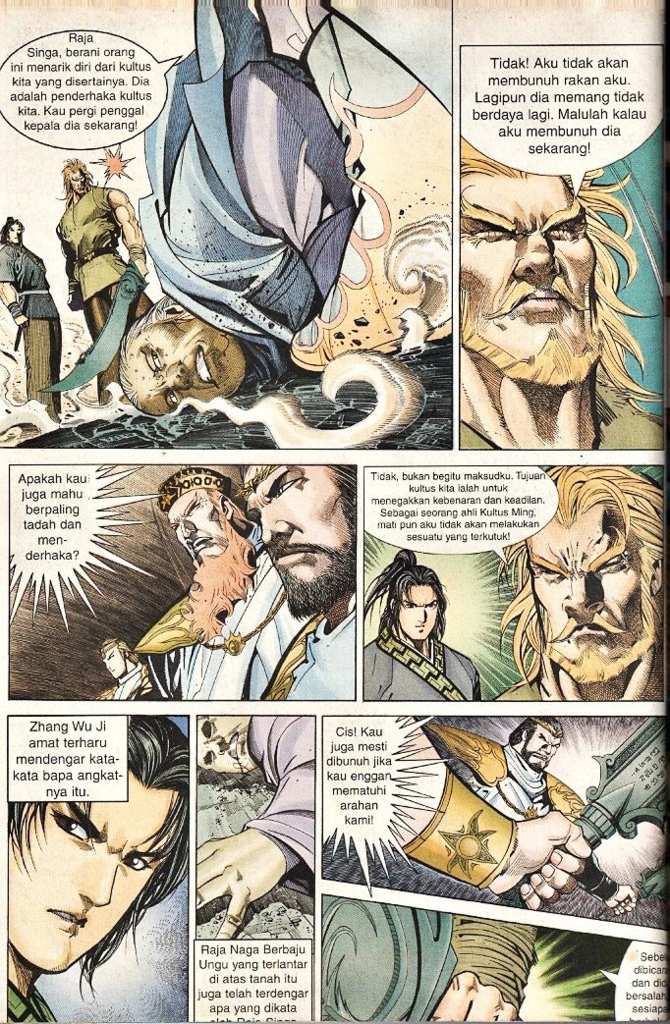 Raja
Singa, berani orang
ini menarik diri dari kultus
kita yang disertainya. Dia
adalah penderhaka kultus
kita. Kau pergi penggal
kepala dia sekarang!
Tidak! Aku tidak akan
membunuh rakan aku.
Lagipun dia memang tidak
berdaya lagi. Malulah kalau
aku membunuh dia
sekarang!
Apakah kau
juga mahu
berpaling
tadah dan
men-
derhaka?
Tidak, bukan begitu maksudku. Tujuan
kultus kita ialah untuk
menegakkan kebenaran dan keadilan.
Sebagai seorang ahli Kultus Ming,
mati pun aku tidak akan melakukan
sesuatu yang terkutuk!
Zhang Wu Ji
amat terharu
mendengar kata-
kata bapa angkat-
nya itu.
Raja Naga Berbaju
Ungu yang terlantar
di atas tanah itu
juga telah terdengar
apa yang dikata
oleh Raja Singa
Cis! Kau
juga mesti
dibunuh jika
kau enggan
mematuhi
arahan
kami!